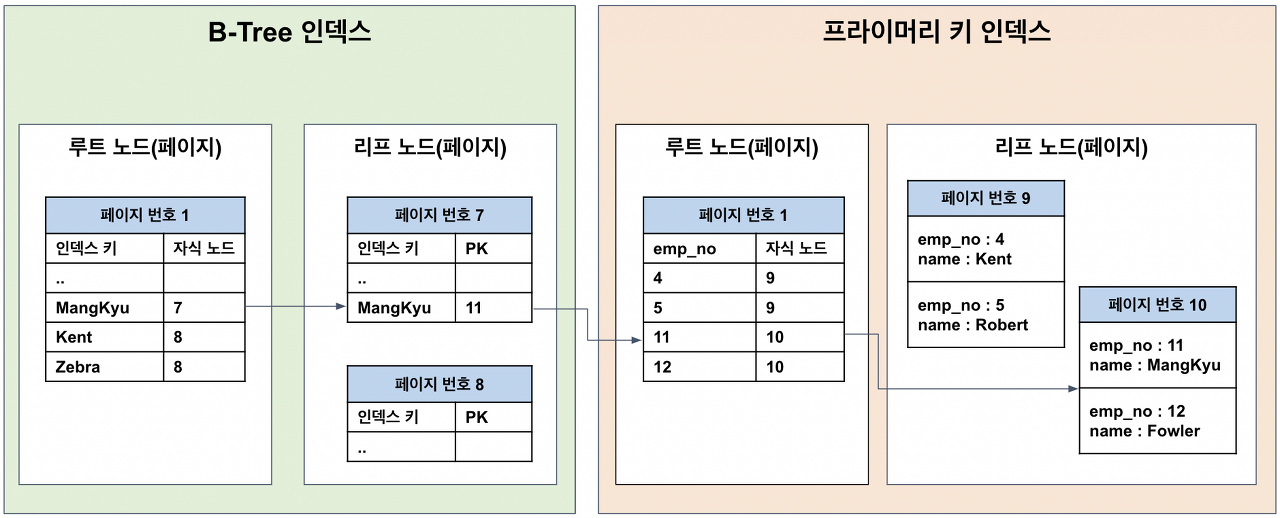 B-Tree 인덱스
루트 노드(페이지)
페이지 번호 1
인덱스 키 자식 노드
..
MangKyu 7
Kent 8
Zebra 8
리프 노드(페이지)
페이지 번호 7
인덱스 키 PK
..
MangKyu 11
페이지 번호 8
인덱스 키 PK
..
프라이머리 키 인덱스
루트 노드(페이지)
페이지 번호 1
emp_no 자식 노드
4 9
5 9
11 10
12 10
리프 노드(페이지)
페이지 번호 9
emp_no : 4
name : Kent
emp_no : 5
name : Robert
페이지 번호 10
emp_no : 11
name : MangKyu
emp_no : 12
name : Fowler